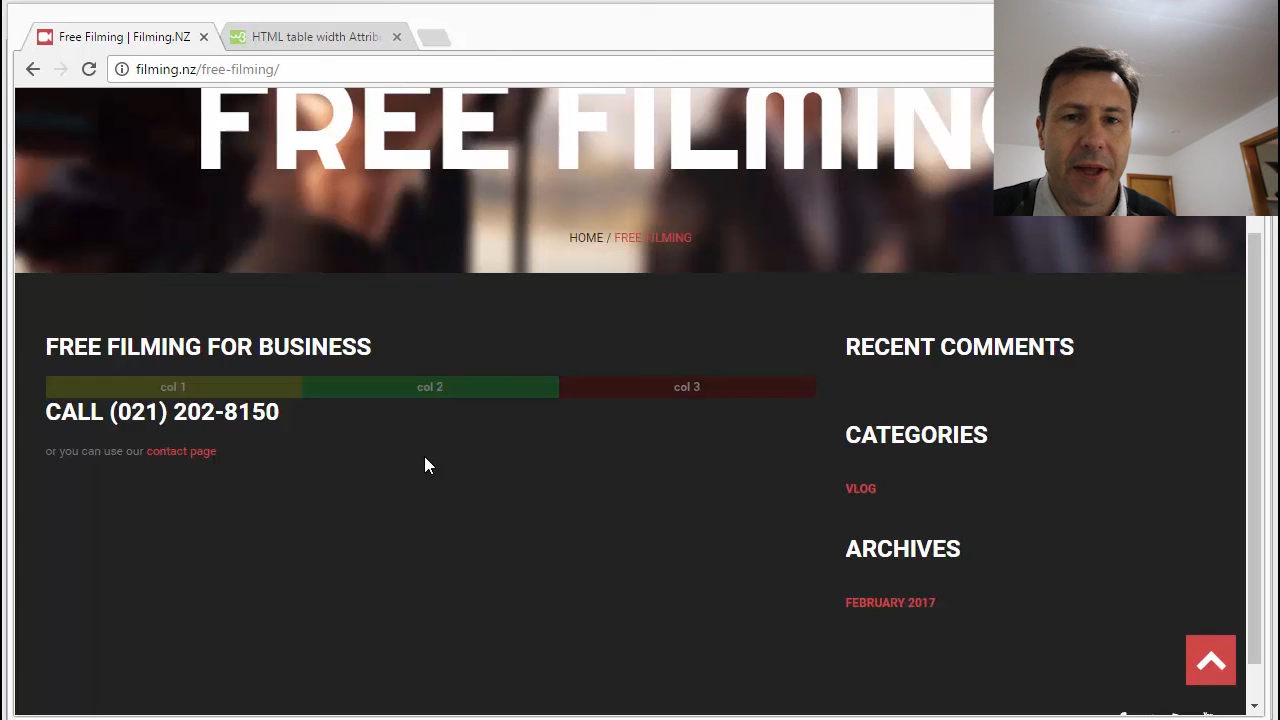 Free Filming | Filming.NZ
HTML table width Attrib
filming.nz/free-filming/
FREE FILMING
HOME / FREE FILMING
FREE FILMING FOR BUSINESS
col 1 col 2 col 3
CALL (021) 202-8150
or you can use our contact page
RECENT COMMENTS
CATEGORIES
VLOG
ARCHIVES
FEBRUARY 2017